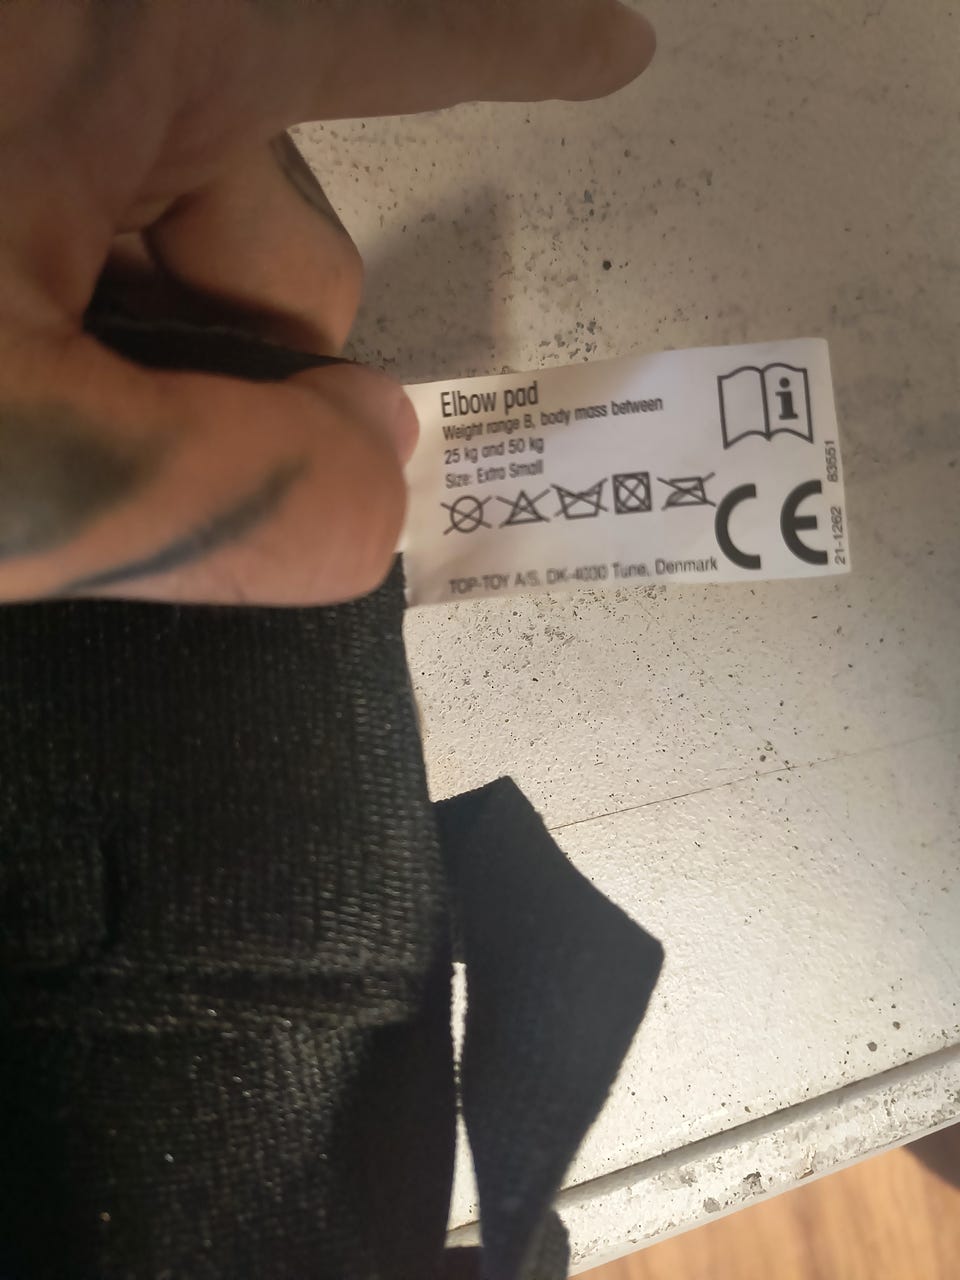 Elbow pad
Weight range B, body mass between
25 kg and 50 kg
Size: Extra Small
i
CE
TOP-TOY A/S, DK-4000 Tune, Denmark
21-1262 83551